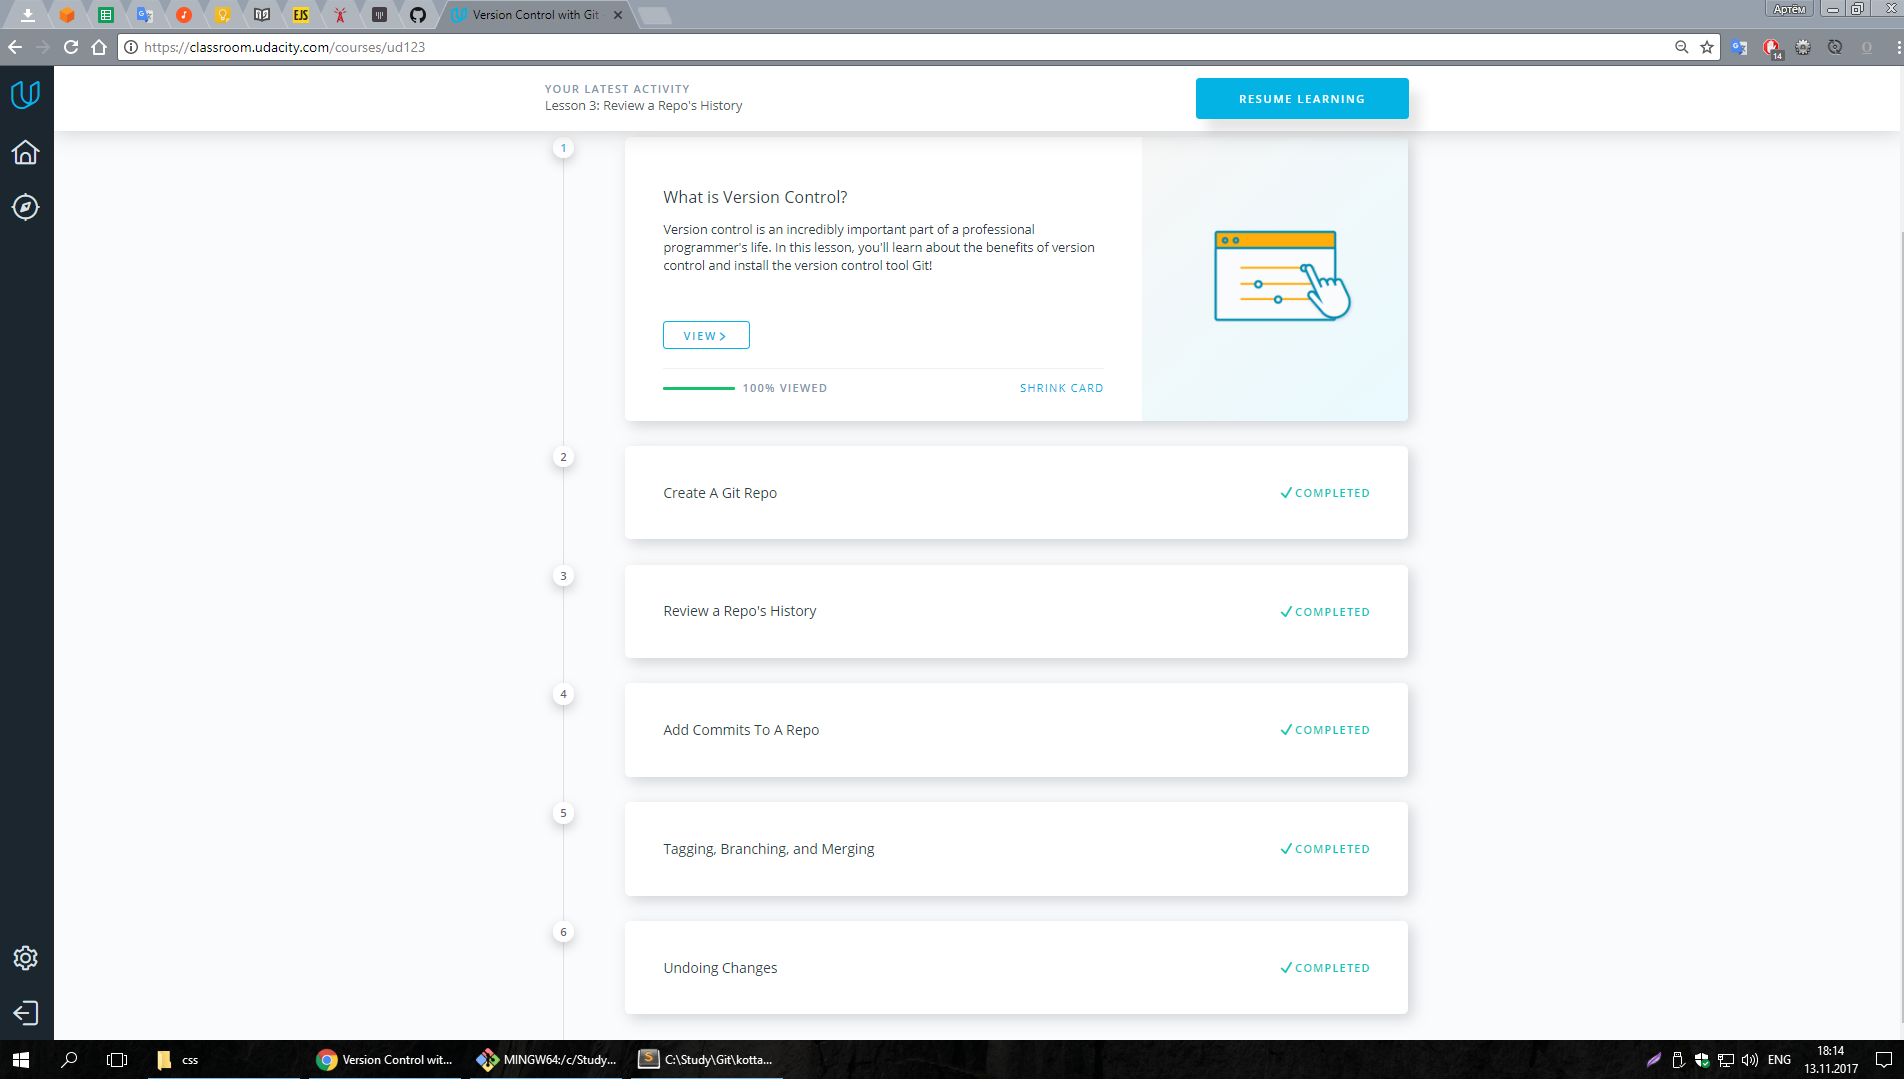 Version Control with Git
Артём
https://classroom.udacity.com/courses/ud123
14
EJS
YOUR LATEST ACTIVITY
Lesson 3: Review a Repo's History
RESUME LEARNING
1
What is Version Control?
Version control is an incredibly important part of a professional
programmer's life. In this lesson, you'll learn about the benefits of version
control and install the version control tool Git!
VIEW >
100% VIEWED
SHRINK CARD
2
Create A Git Repo
COMPLETED
3
Review a Repo's History
COMPLETED
4
Add Commits To A Repo
COMPLETED
5
Tagging, Branching, and Merging
COMPLETED
6
Undoing Changes
COMPLETED
css
Version Control wit...
MINGW64:/c/Study...
C:\Study\Git\kotta...
ENG
18:14
13.11.2017